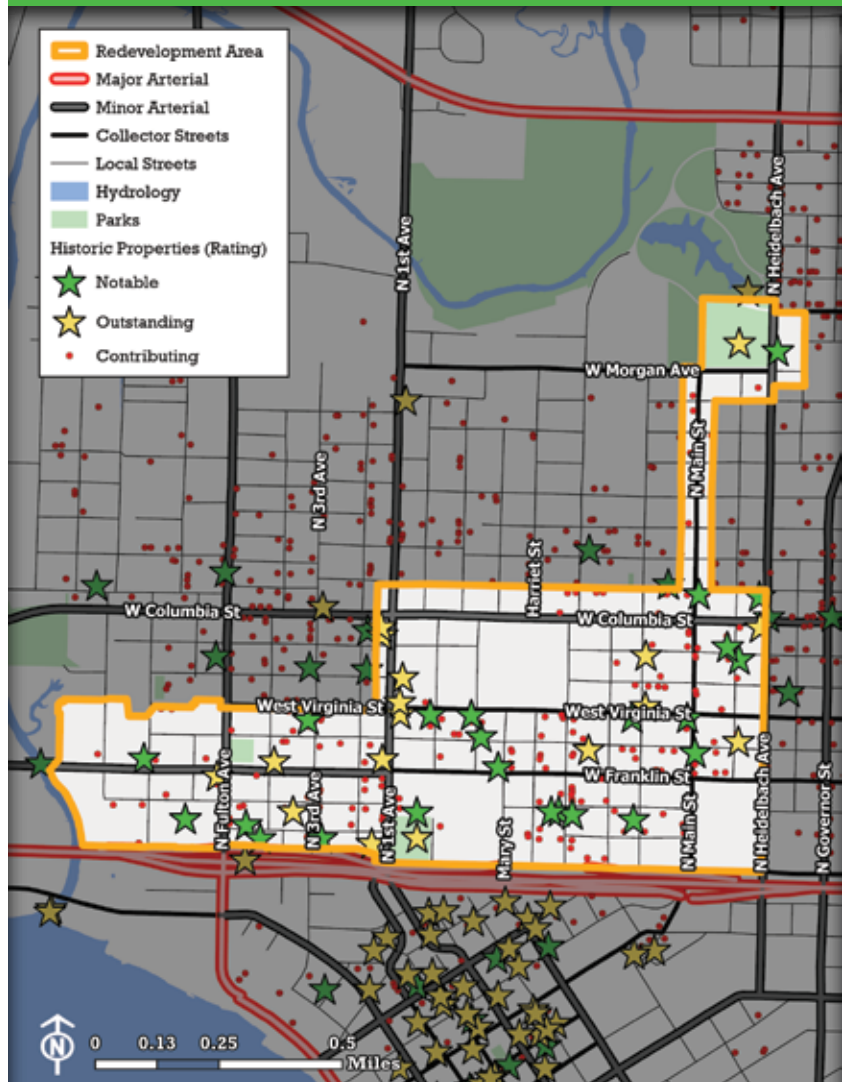 Redevelopment Area
Major Arterial
Minor Arterial
Collector Streets
Local Streets
Hydrology
Parks
Historic Properties (Rating)
Notable
Outstanding
Contributing
N Heidelbach Ave
N 1st Ave
W Morgan Ave
N Main St
N 3rd Ave
Harriet St
W Columbia St
W Columbia St
West Virginia St
West Virginia St
W Franklin St
N Fulton Ave
N 3rd Ave
N 1st Ave
Mary St
N Main St
N Heidelbach Ave
N Governor St
N
0 0.13 0.25 0.5
Miles